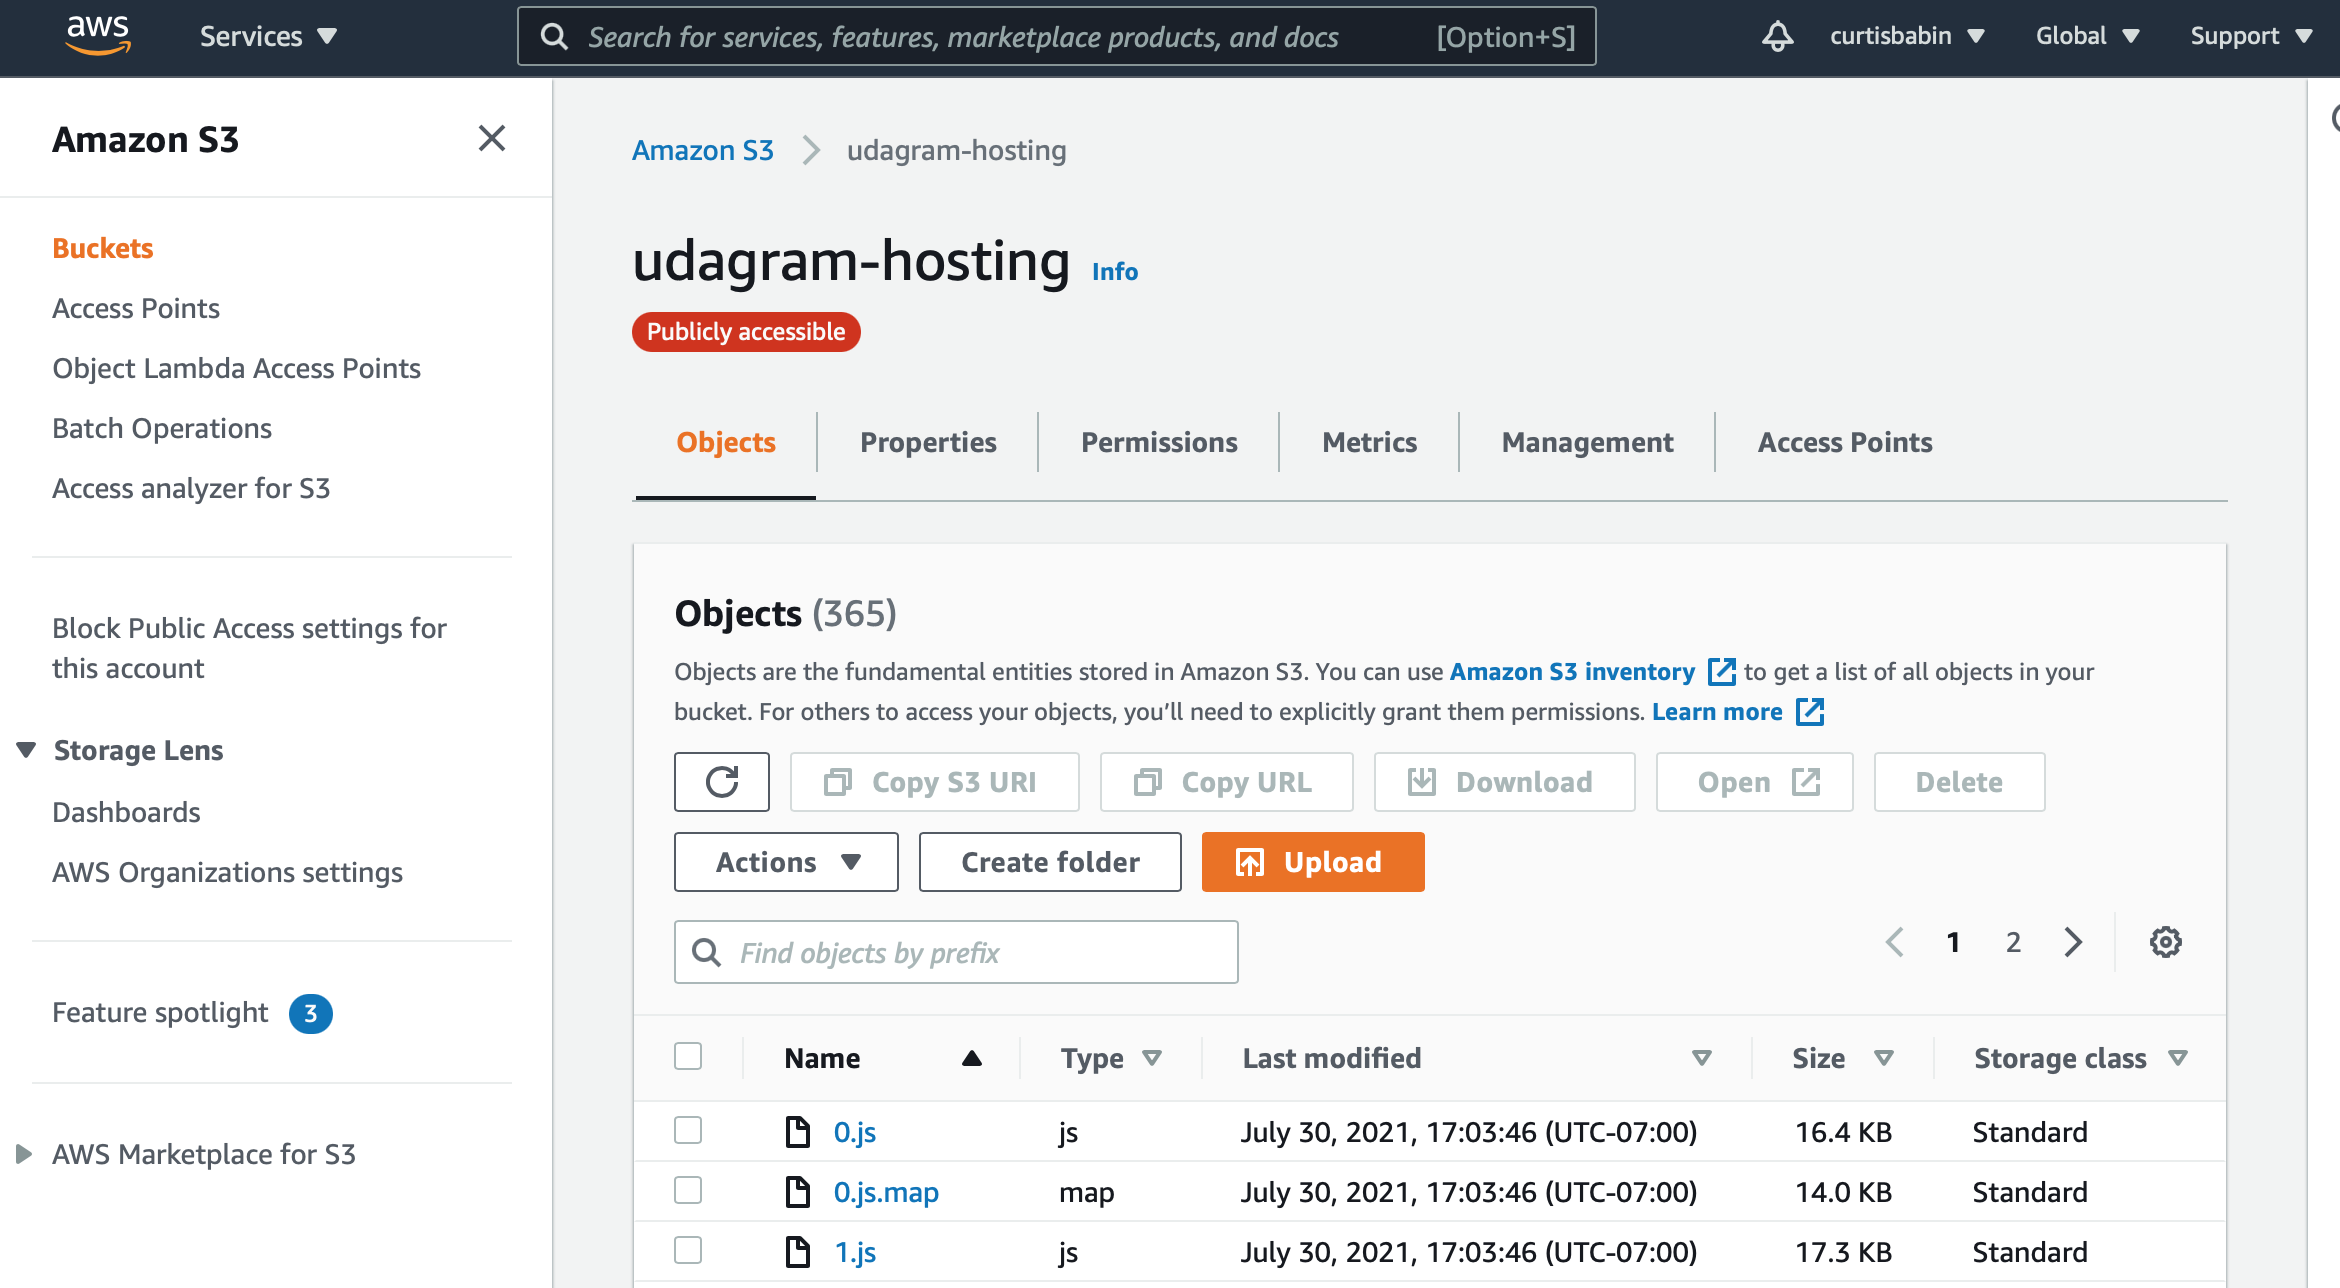 aws
Services
Search for services, features, marketplace products, and docs [Option+S]
curtisbabin
Global
Support
Amazon S3
Buckets
Access Points
Object Lambda Access Points
Batch Operations
Access analyzer for S3
Block Public Access settings for
this account
Storage Lens
Dashboards
AWS Organizations settings
Feature spotlight 3
AWS Marketplace for S3
Amazon S3 udagram-hosting
udagram-hosting Info
Publicly accessible
Objects Properties Permissions Metrics Management Access Points
Objects (365)
Objects are the fundamental entities stored in Amazon S3. You can use Amazon S3 inventory to get a list of all objects in your
bucket. For others to access your objects, you’ll need to explicitly grant them permissions. Learn more
Copy S3 URI Copy URL Download Open Delete
Actions Create folder Upload
Find objects by prefix
1 2
Name Type Last modified Size Storage class
0.js js July 30, 2021, 17:03:46 (UTC-07:00) 16.4 KB Standard
0.js.map map July 30, 2021, 17:03:46 (UTC-07:00) 14.0 KB Standard
1.js js July 30, 2021, 17:03:46 (UTC-07:00) 17.3 KB Standard